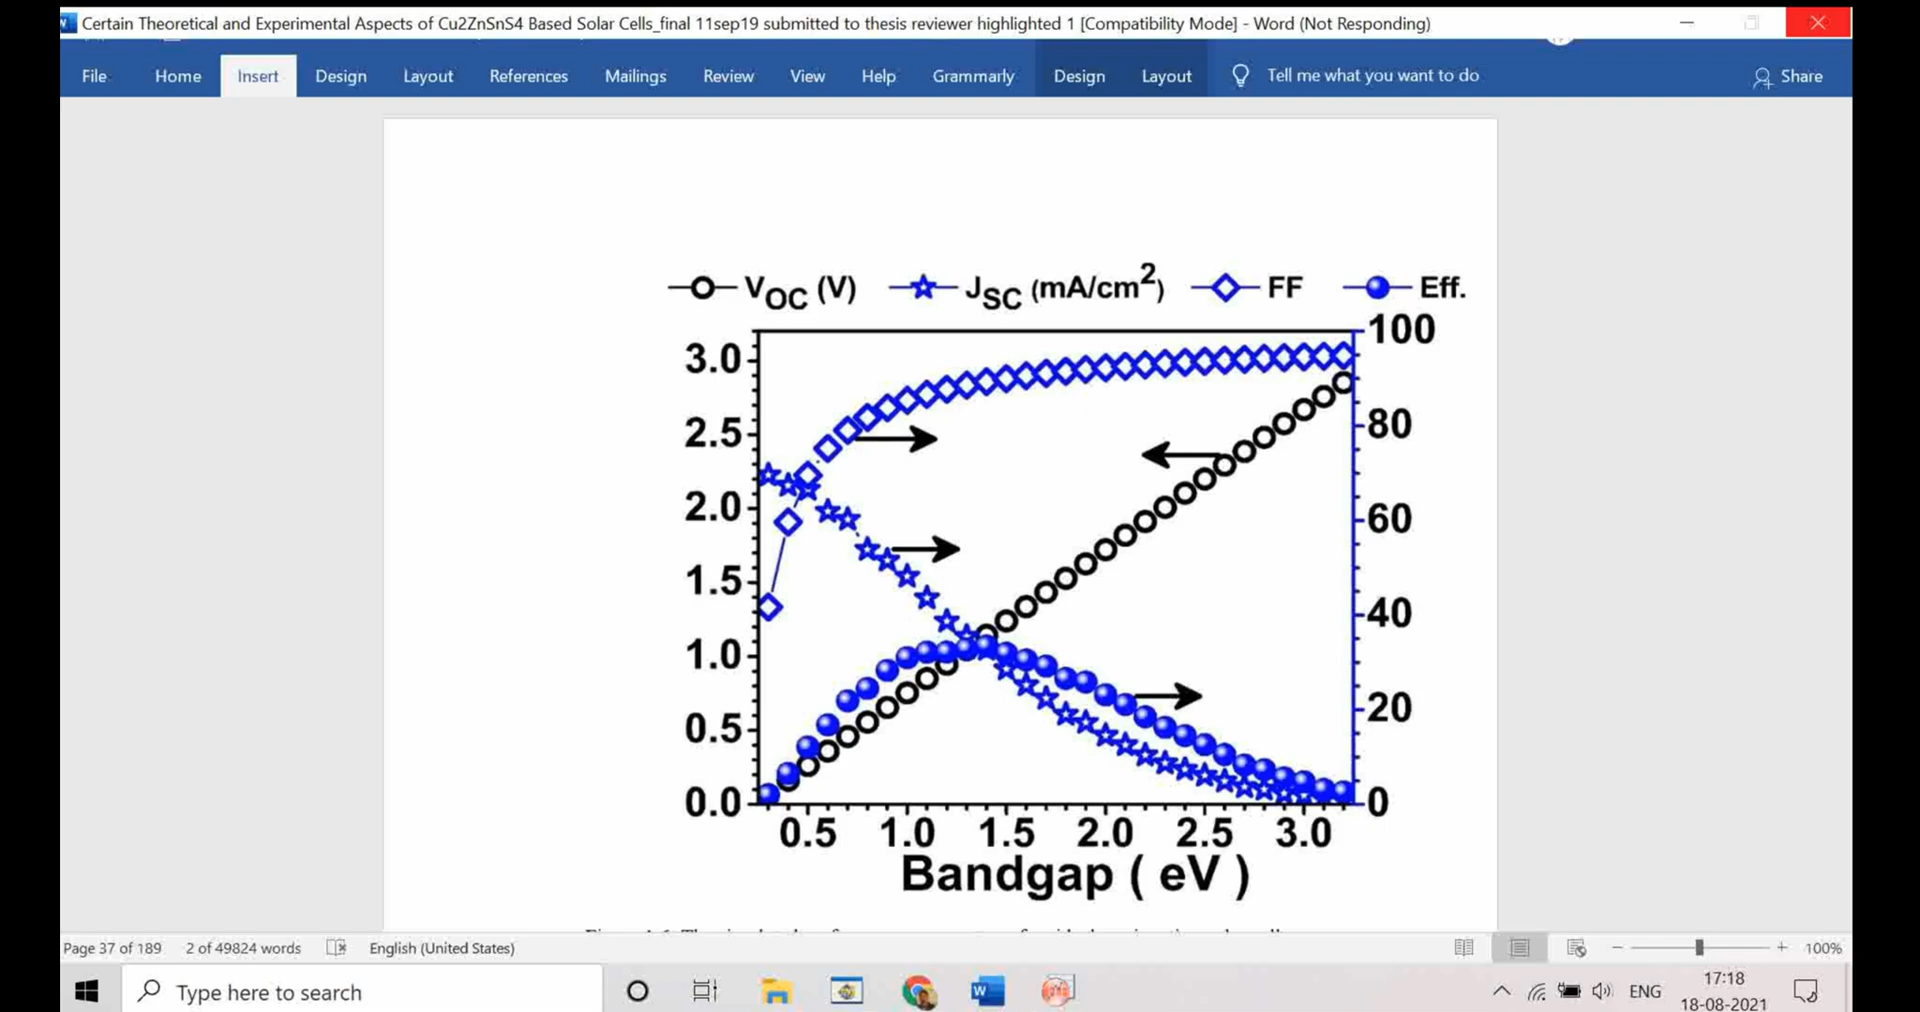 Certain Theoretical and Experimental Aspects of Cu2ZnSnS4 Based Solar Cells_final 11sep19 submitted to thesis reviewer highlighted 1 [Compatibility Mode] - Word (Not Responding)
File Home Insert Design Layout References Mailings Review View Help Grammarly Design Layout Tell me what you want to do Share
VOC (V) JSC (mA/cm2) FF Eff.
3.0 100
2.5 80
2.0 60
1.5 40
1.0
0.5 20
0.0 0
0.5 1.0 1.5 2.0 2.5 3.0
Bandgap ( eV )
Page 37 of 189 2 of 49824 words English (United States) 100%
Type here to search ENG 17:18
18-08-2021